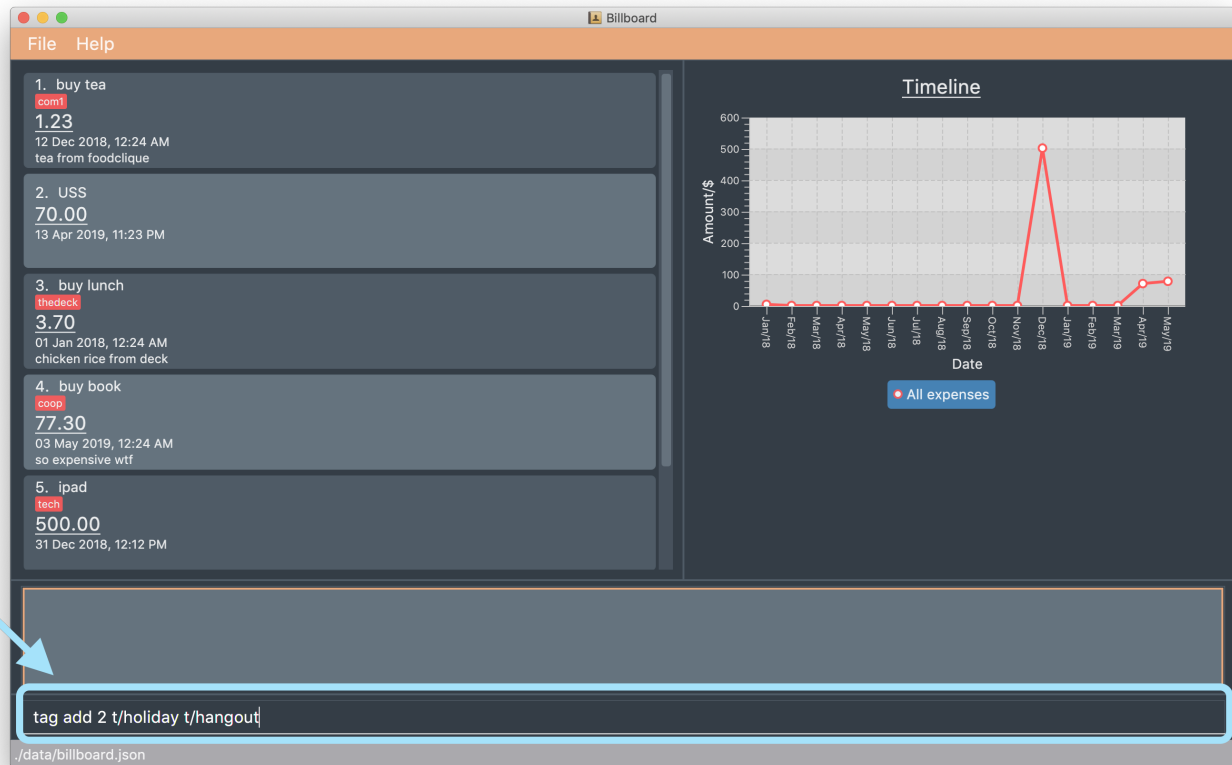 Billboard
File Help
1. buy tea
com1
1.23
12 Dec 2018, 12:24 AM
tea from foodclique
2. USS
70.00
13 Apr 2019, 11:23 PM
3. buy lunch
thedeck
3.70
01 Jan 2018, 12:24 AM
chicken rice from deck
4. buy book
coop
77.30
03 May 2019, 12:24 AM
so expensive wtf
5. ipad
tech
500.00
31 Dec 2018, 12:12 PM
Timeline
600
500
400
300
200
100
0
Amount/$
Jan/18
Feb/18
Mar/18
Apr/18
May/18
Jun/18
Jul/18
Aug/18
Sep/18
Oct/18
Nov/18
Dec/18
Jan/19
Feb/19
Mar/19
Apr/19
May/19
Date
All expenses
tag add 2 t/holiday t/hangout
./data/billboard.json